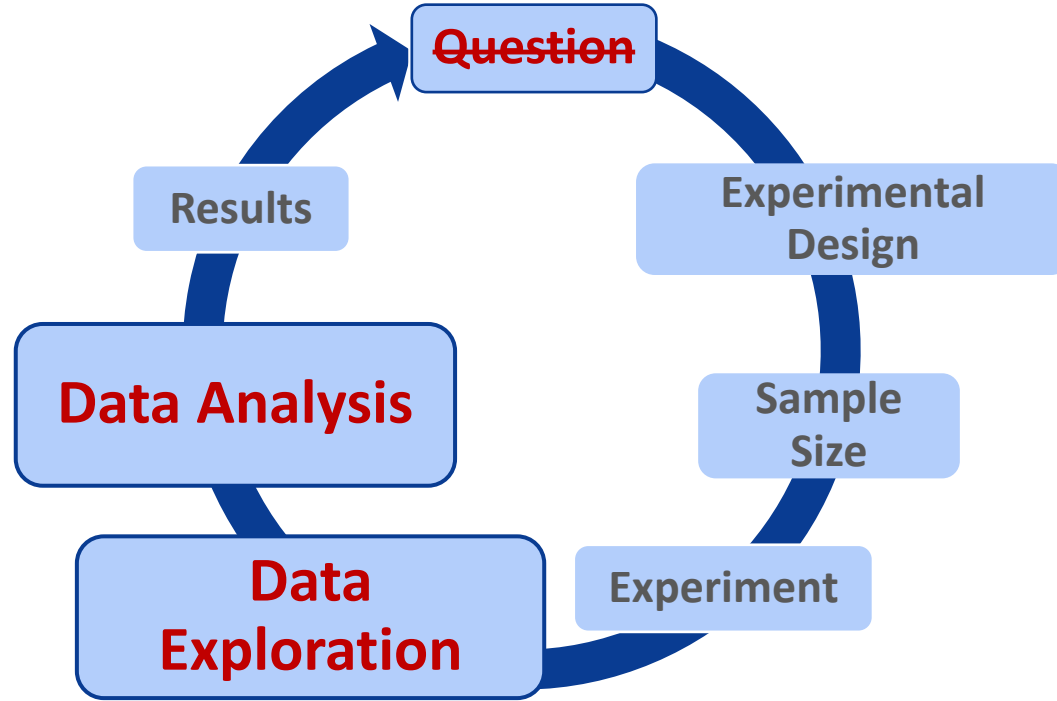 Question
Experimental
Design
Sample
Size
Experiment
Data
Exploration
Data Analysis
Results